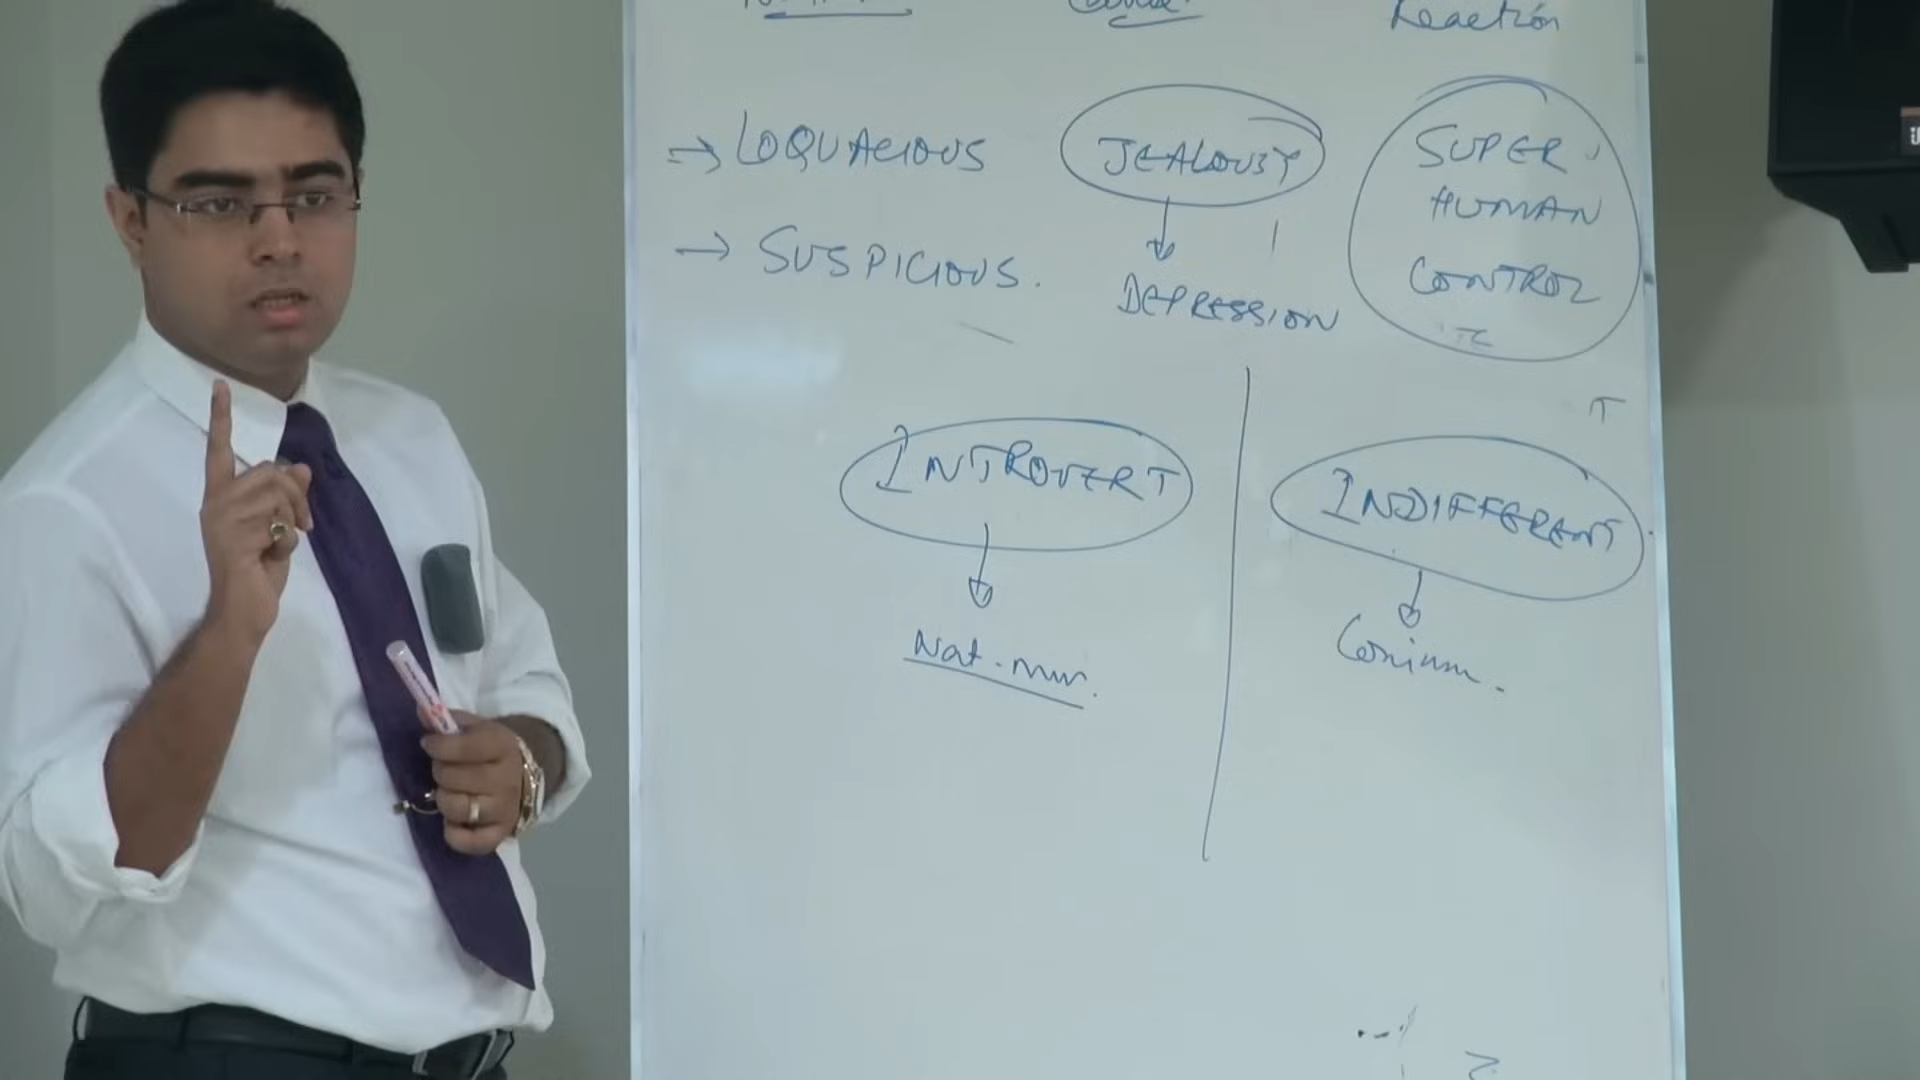 Reaction
→ LOQUACIOUS
JEALOUSY
SUPER
HUMAN
CONTROL
→ SUSPICIOUS.
DEPRESSION
INTROVERT
INDIFFERENT
Nat-mur.
Conium.